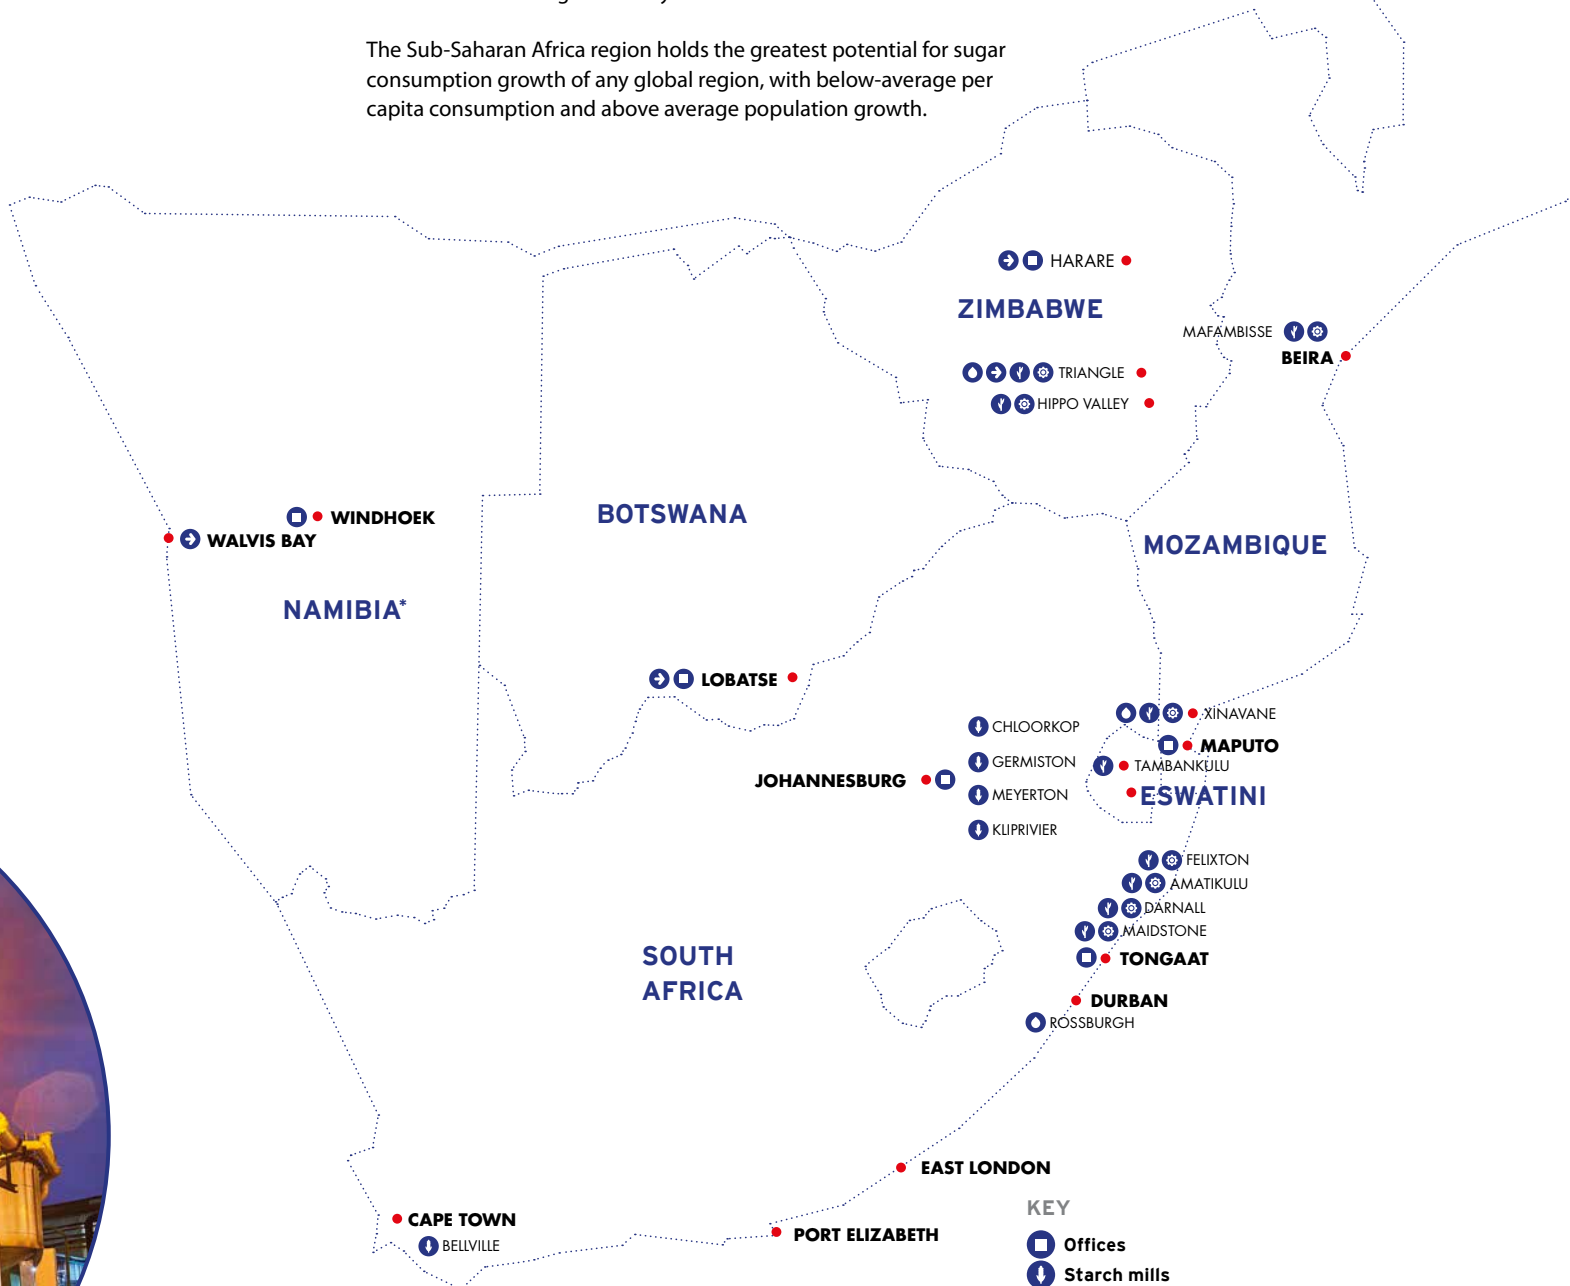 The Sub-Saharan Africa region holds the greatest potential for sugar
consumption growth of any global region, with below-average per
capita consumption and above average population growth.
HARARE
ZIMBABWE
MAFAMBISSE
BEIRA
TRIANGLE
HIPPO VALLEY
WINDHOEK
WALVIS BAY
BOTSWANA
MOZAMBIQUE
NAMIBIA*
LOBATSE
XINAVANE
CHLOORKOP
MAPUTO
GERMISTON
TAMBANKULU
JOHANNESBURG
MEYERTON
ESWATINI
KLIPRIVIER
FELIXTON
AMATIKULU
DARNALL
MAIDSTONE
SOUTH
AFRICA
TONGAAT
DURBAN
ROSSBURGH
EAST LONDON
CAPE TOWN
BELLVILLE
PORT ELIZABETH
KEY
Offices
Starch mills